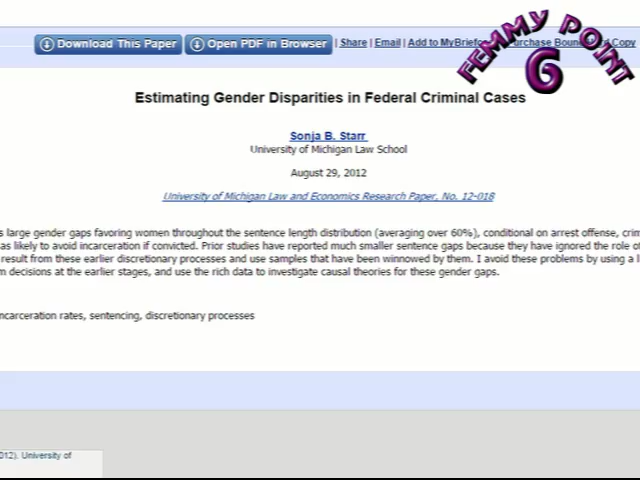 Download This Paper Open PDF in Browser | Share | Email | Add to MyBriefcase Purchase Bound Copy
FEMMY POINT
6
Estimating Gender Disparities in Federal Criminal Cases
Sonja B. Starr
University of Michigan Law School
August 29, 2012
University of Michigan Law and Economics Research Paper, No. 12-018
s large gender gaps favoring women throughout the sentence length distribution (averaging over 60%), conditional on arrest offense, crim
as likely to avoid incarceration if convicted. Prior studies have reported much smaller sentence gaps because they have ignored the role of
result from these earlier discretionary processes and use samples that have been winnowed by them. I avoid these problems by using a l
m decisions at the earlier stages, and use the rich data to investigate causal theories for these gender gaps.
ncarceration rates, sentencing, discretionary processes
012). University of